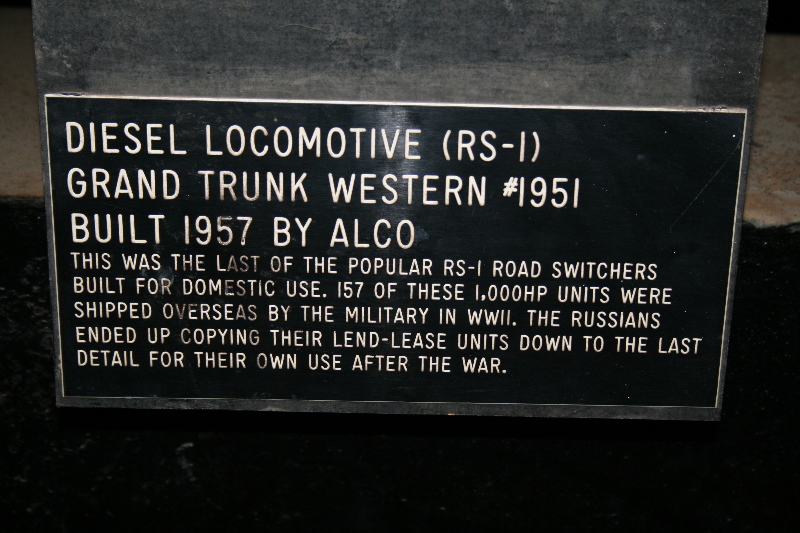 DIESEL LOCOMOTIVE (RS-1)
GRAND TRUNK WESTERN #1951
BUILT 1957 BY ALCO
THIS WAS THE LAST OF THE POPULAR RS-1 ROAD SWITCHERS
BUILT FOR DOMESTIC USE. 157 OF THESE 1,000HP UNITS WERE
SHIPPED OVERSEAS BY THE MILITARY IN WWII. THE RUSSIANS
ENDED UP COPYING THEIR LEND-LEASE UNITS DOWN TO THE LAST
DETAIL FOR THEIR OWN USE AFTER THE WAR.